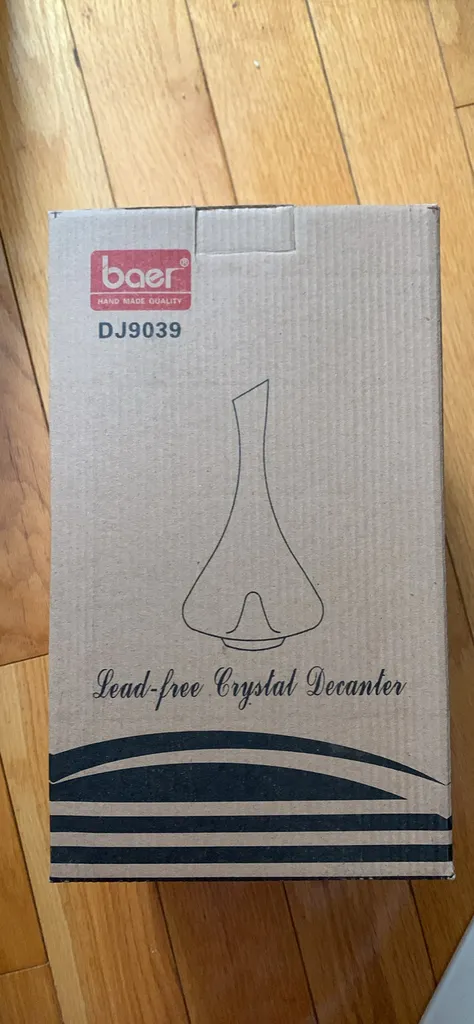 baer®
HAND MADE QUALITY
DJ9039
Lead-free Crystal Decanter